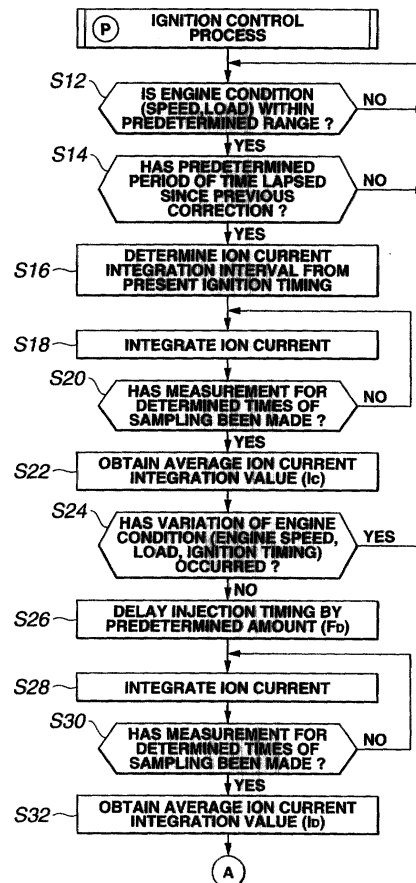 P
IGNITION CONTROL
PROCESS
S12
IS ENGINE CONDITION
(SPEED,LOAD) WITHIN
PREDETERMINED RANGE ?
NO
YES
S14
HAS PREDETERMINED
PERIOD OF TIME LAPSED
SINCE PREVIOUS
CORRECTION ?
NO
YES
S16
DETERMINE ION CURRENT
INTEGRATION INTERVAL FROM
PRESENT IGNITION TIMING
S18
INTEGRATE ION CURRENT
S20
HAS MEASUREMENT FOR
DETERMINED TIMES OF
SAMPLING BEEN MADE ?
NO
YES
S22
OBTAIN AVERAGE ION CURRENT
INTEGRATION VALUE (IC)
S24
HAS VARIATION OF ENGINE
CONDITION (ENGINE SPEED,
LOAD, IGNITION TIMING)
OCCURRED ?
YES
NO
S26
DELAY INJECTION TIMING BY
PREDETERMINED AMOUNT (FD)
S28
INTEGRATE ION CURRENT
S30
HAS MEASUREMENT FOR
DETERMINED TIMES OF
SAMPLING BEEN MADE ?
NO
YES
S32
OBTAIN AVERAGE ION CURRENT
INTEGRATION VALUE (ID)
A